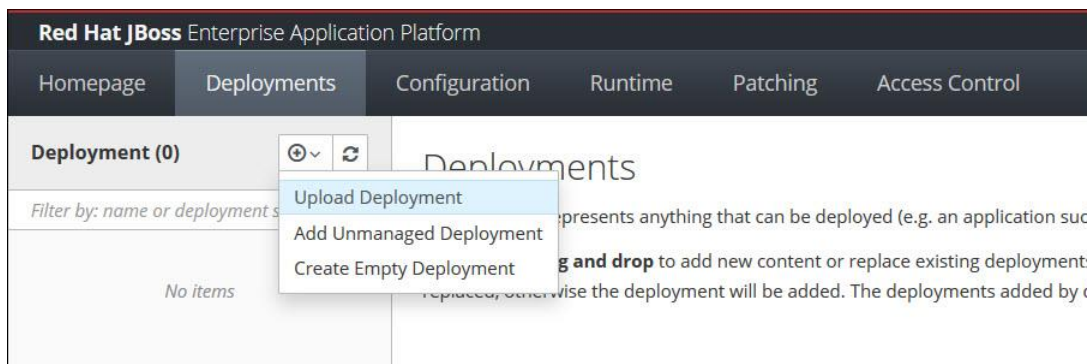 Red Hat JBoss Enterprise Application Platform
Homepage Deployments Configuration Runtime Patching Access Control
Deployment (0)
Deployments
Filter by: name or deployment s
Upload Deployment
Add Unmanaged Deployment
Create Empty Deployment
No items
epresents anything that can be deployed (e.g. an application suc
g and drop to add new content or replace existing deployments
replaced, otherwise the deployment will be added. The deployments added by